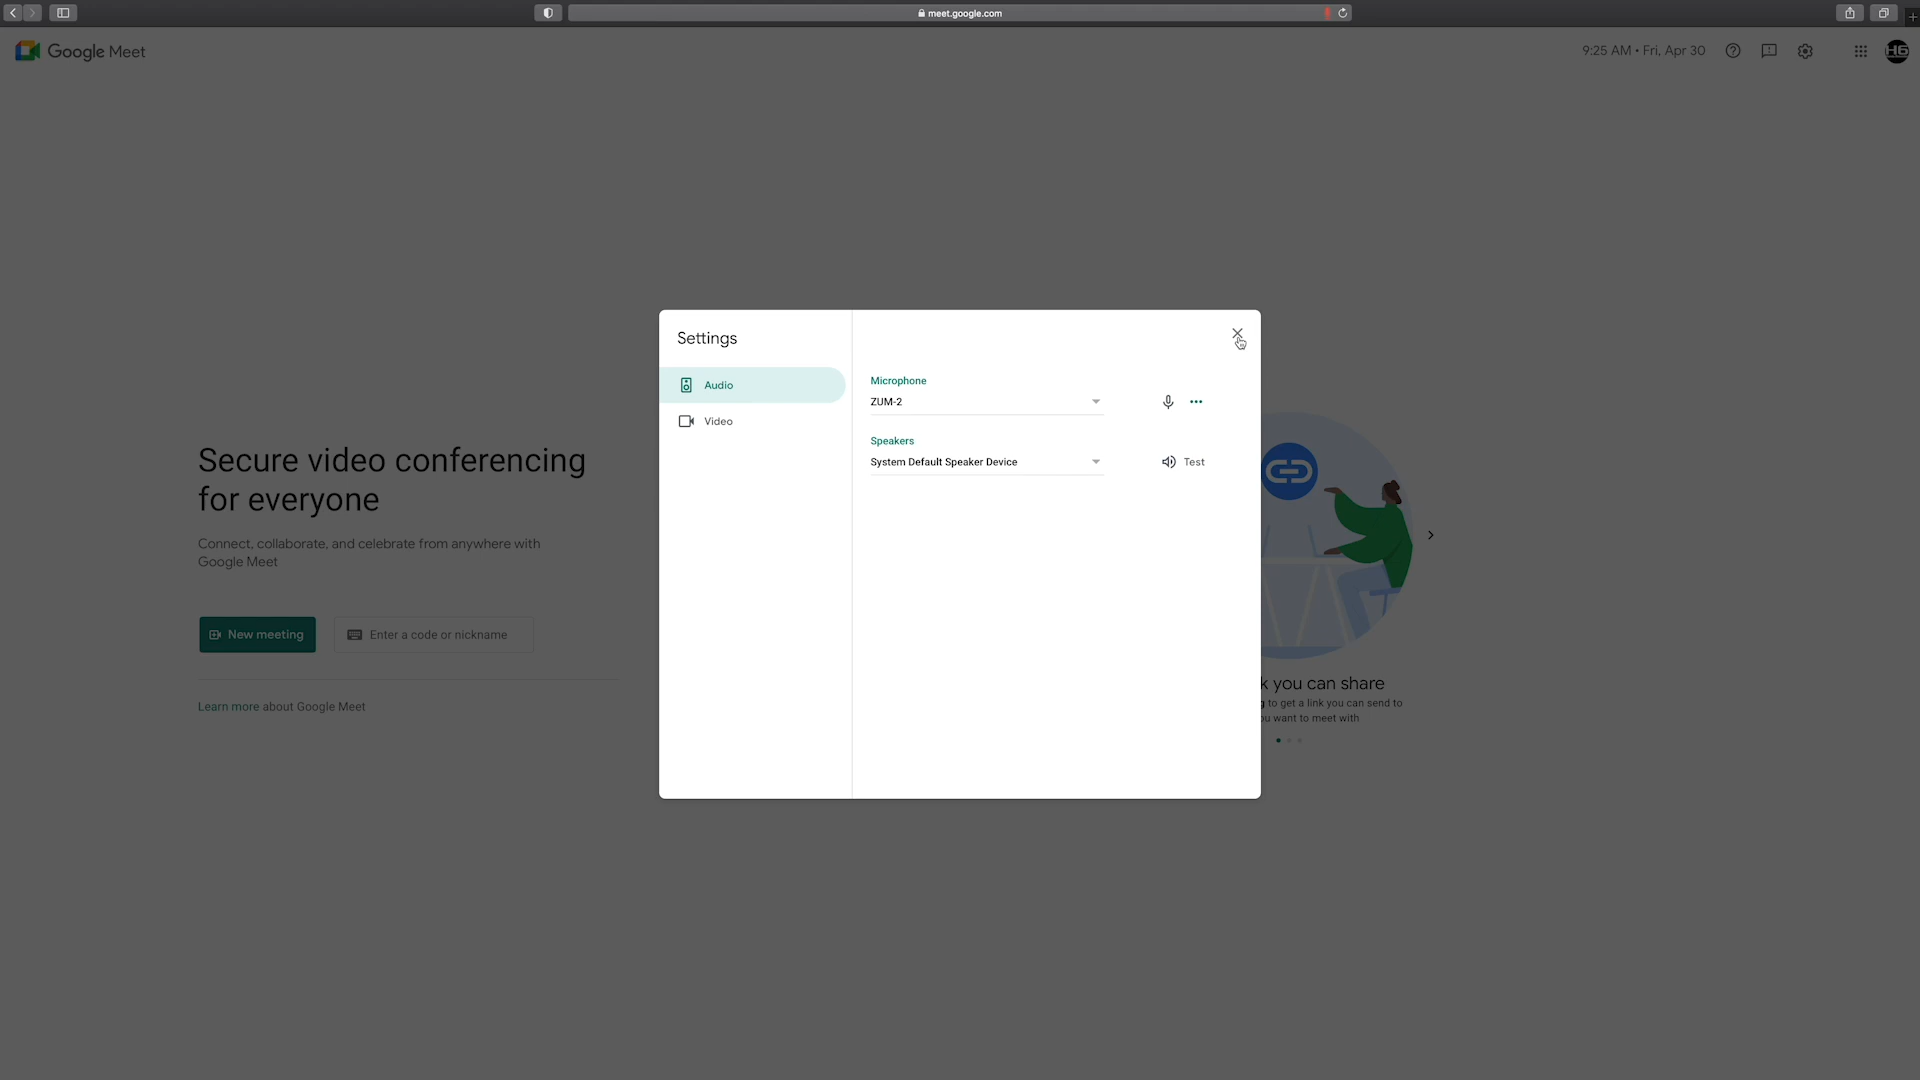 meet.google.com
Google Meet
9:25 AM • Fri, Apr 30
H6
Settings
Audio
Video
Microphone
ZUM-2
Speakers
System Default Speaker Device
Test
Secure video conferencing
for everyone
Connect, collaborate, and celebrate from anywhere with
Google Meet
New meeting
Enter a code or nickname
Learn more about Google Meet
k you can share
g to get a link you can send to
ou want to meet with